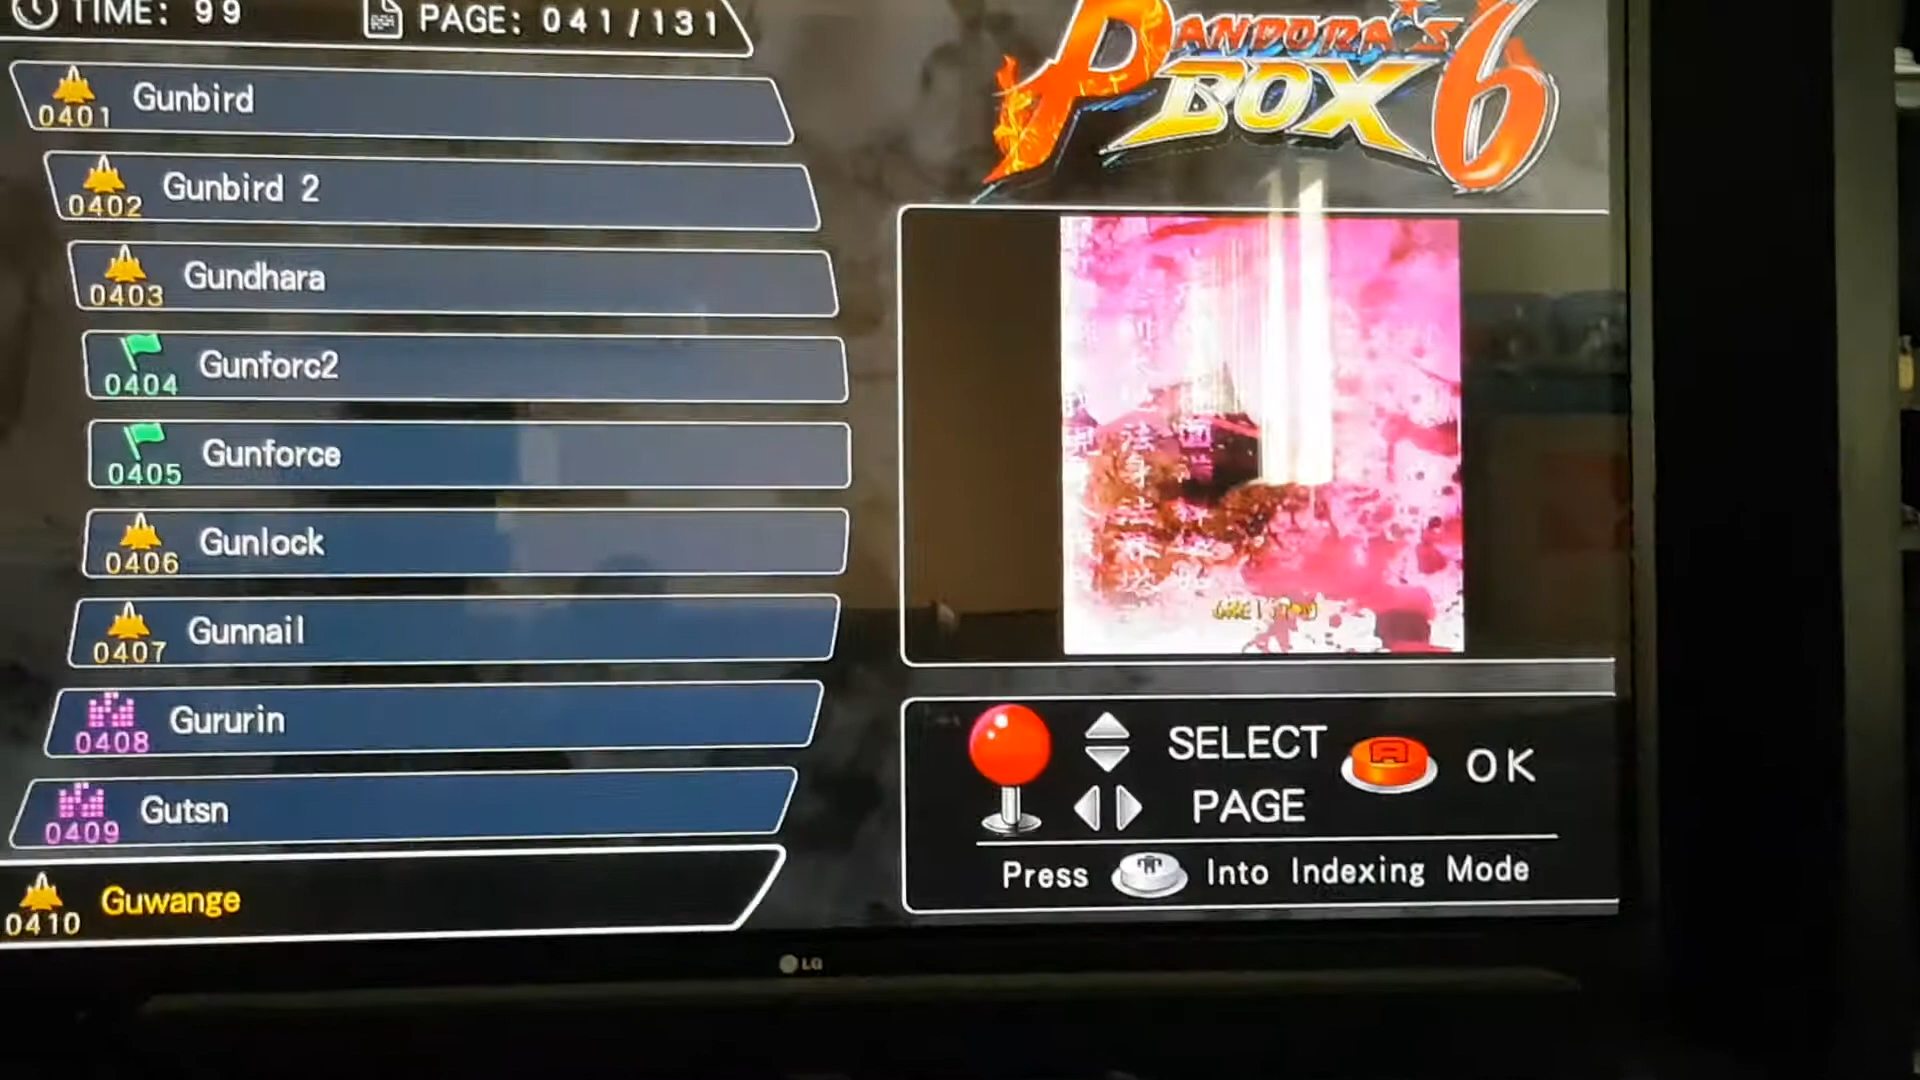 TIME: 99
PAGE: 041/131
PANDORA'S
BOX 6
0401 Gunbird
0402 Gunbird 2
0403 Gundhara
0404 Gunforc2
0405 Gunforce
0406 Gunlock
0407 Gunnail
0408 Gururin
0409 Gutsn
0410 Guwange
SELECT
A OK
PAGE
Press Into Indexing Mode
LG